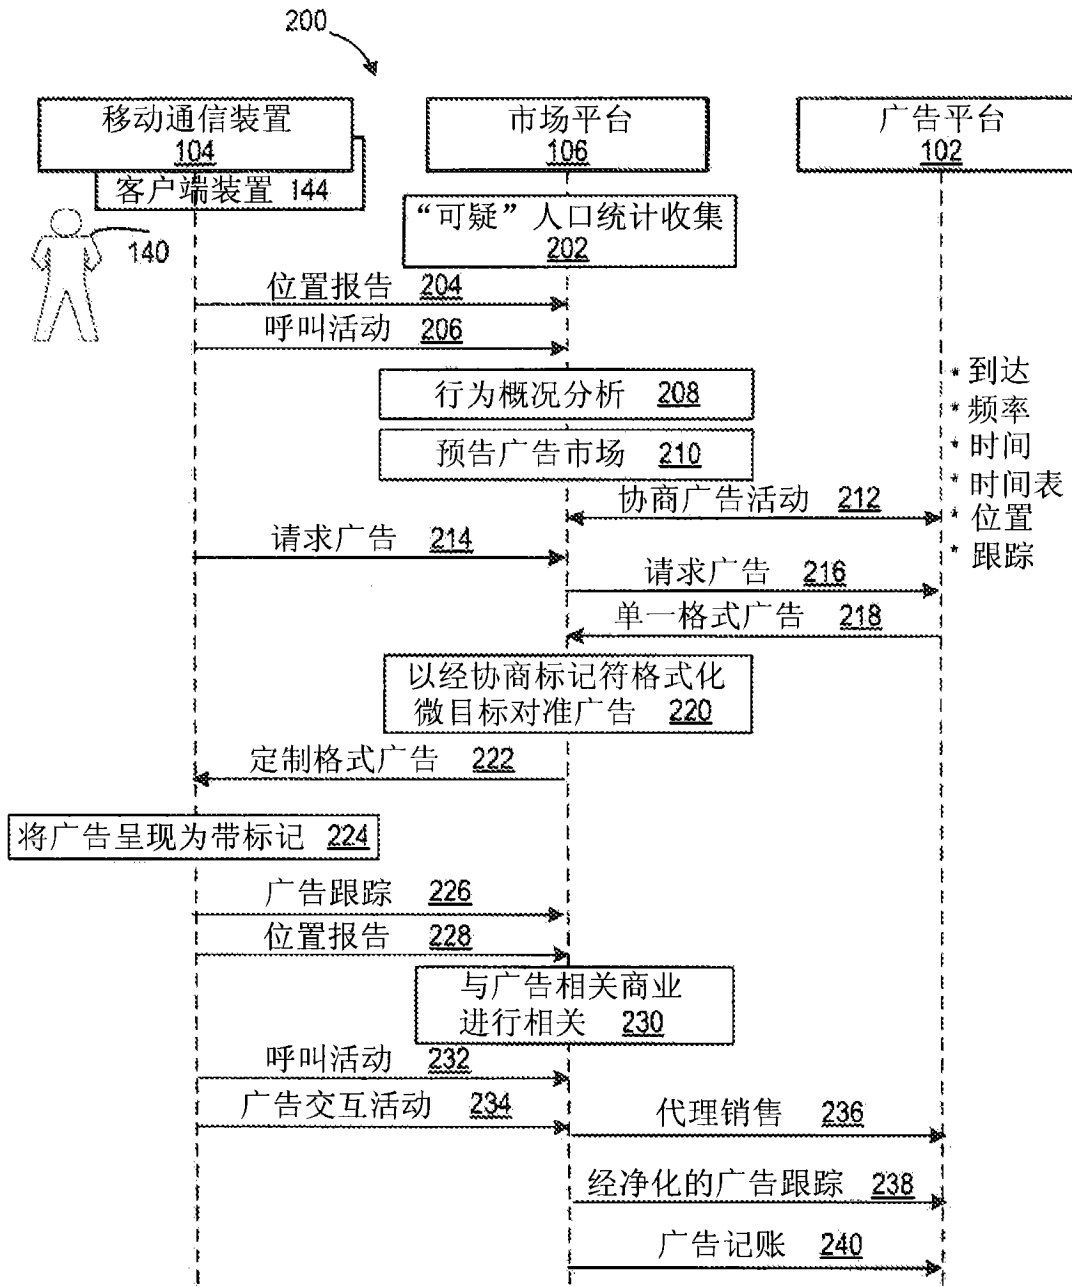 200
移动通信装置
104
客户端装置 144
市场平台
106
广告平台
102
140
“可疑”人口统计收集
202
位置报告 204
呼叫活动 206
行为概况分析 208
预告广告市场 210
* 到达
* 频率
* 时间
* 时间表
* 位置
* 跟踪
协商广告活动 212
请求广告 214
请求广告 216
单一格式广告 218
以经协商标记符格式化
微目标对准广告 220
定制格式广告 222
将广告呈现为带标记 224
广告跟踪 226
位置报告 228
与广告相关商业
进行相关 230
呼叫活动 232
广告交互活动 234
代理销售 236
经净化的广告跟踪 238
广告记账 240